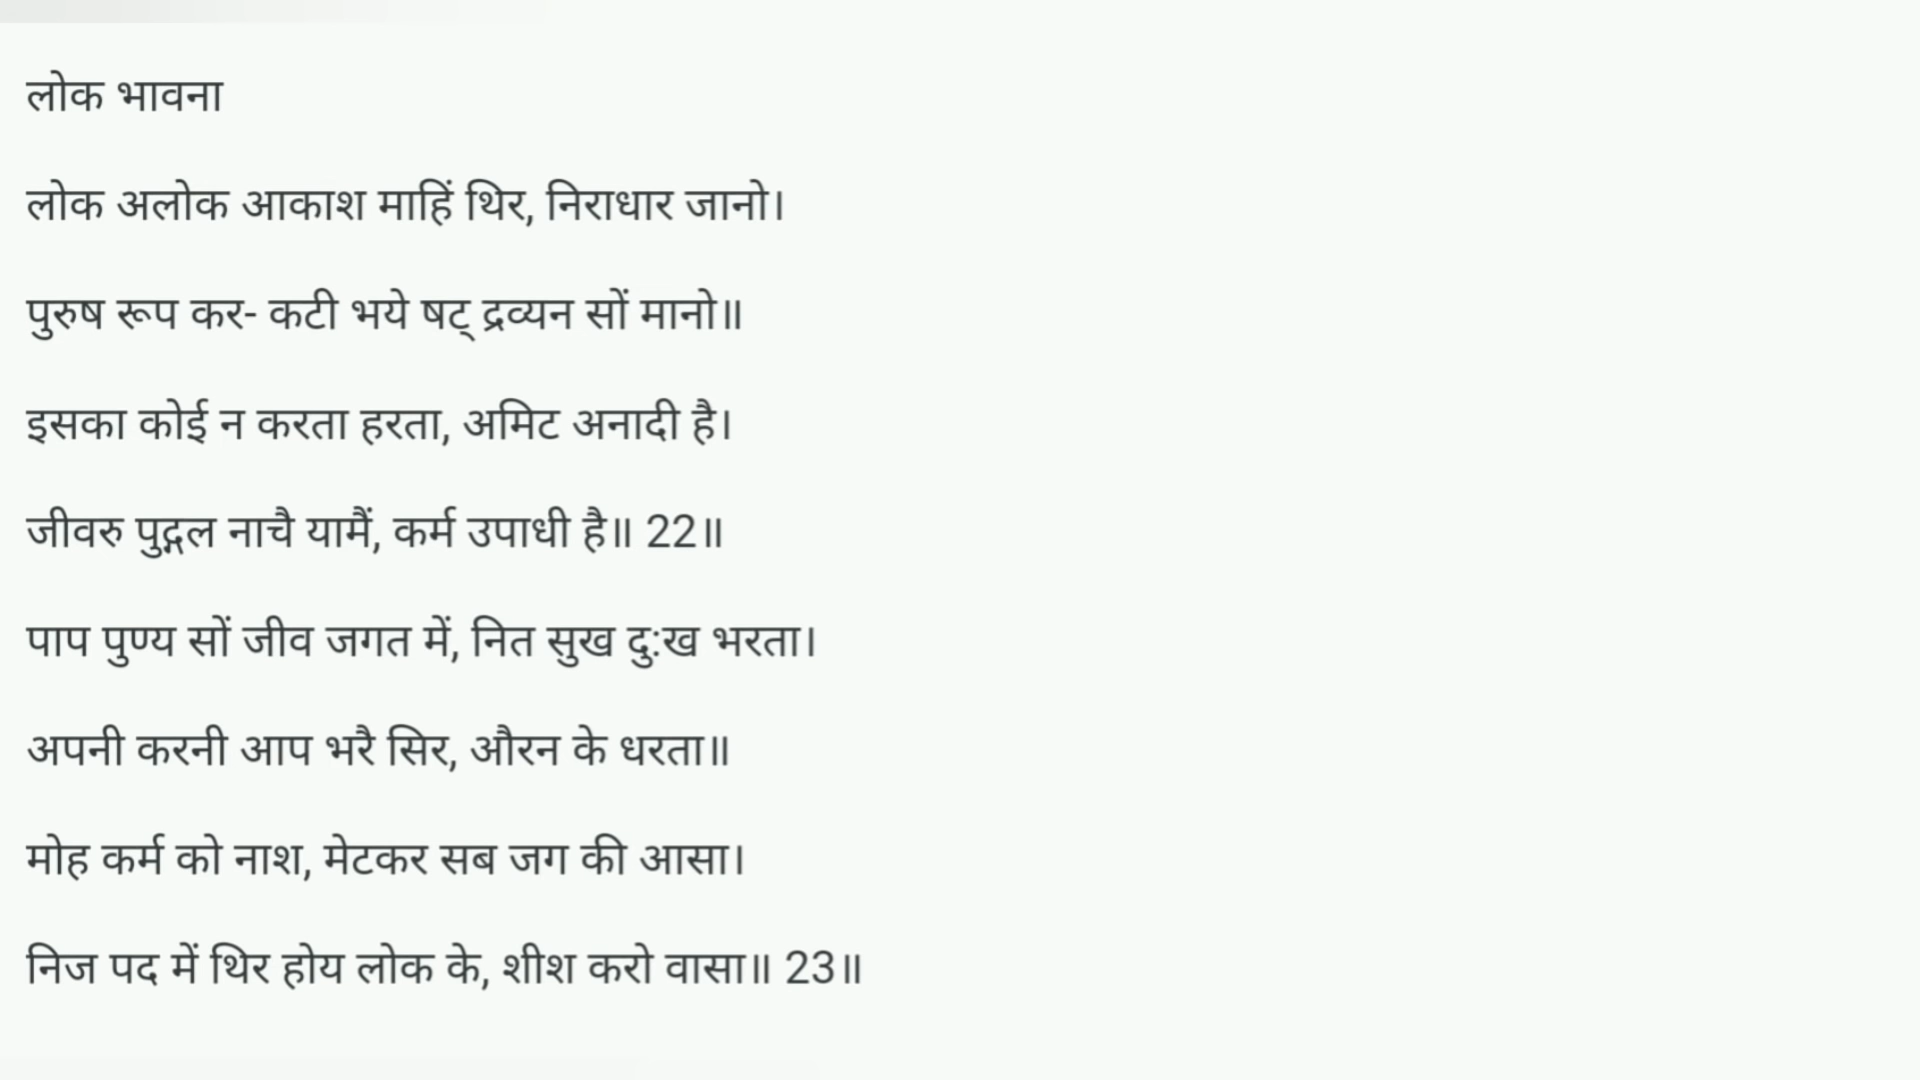 लोक भावना
लोक अलोक आकाश माहिं थिर, निराधार जानो।
पुरुष रूप कर- कटी भये षट् द्रव्यन सों मानो॥
इसका कोई न करता हरता, अमिट अनादी है।
जीवरु पुद्गल नाचै यामैं, कर्म उपाधी है॥ 22॥
पाप पुण्य सों जीव जगत में, नित सुख दु:ख भरता।
अपनी करनी आप भरै सिर, औरन के धरता॥
मोह कर्म को नाश, मेटकर सब जग की आसा।
निज पद में थिर होय लोक के, शीश करो वासा॥ 23॥